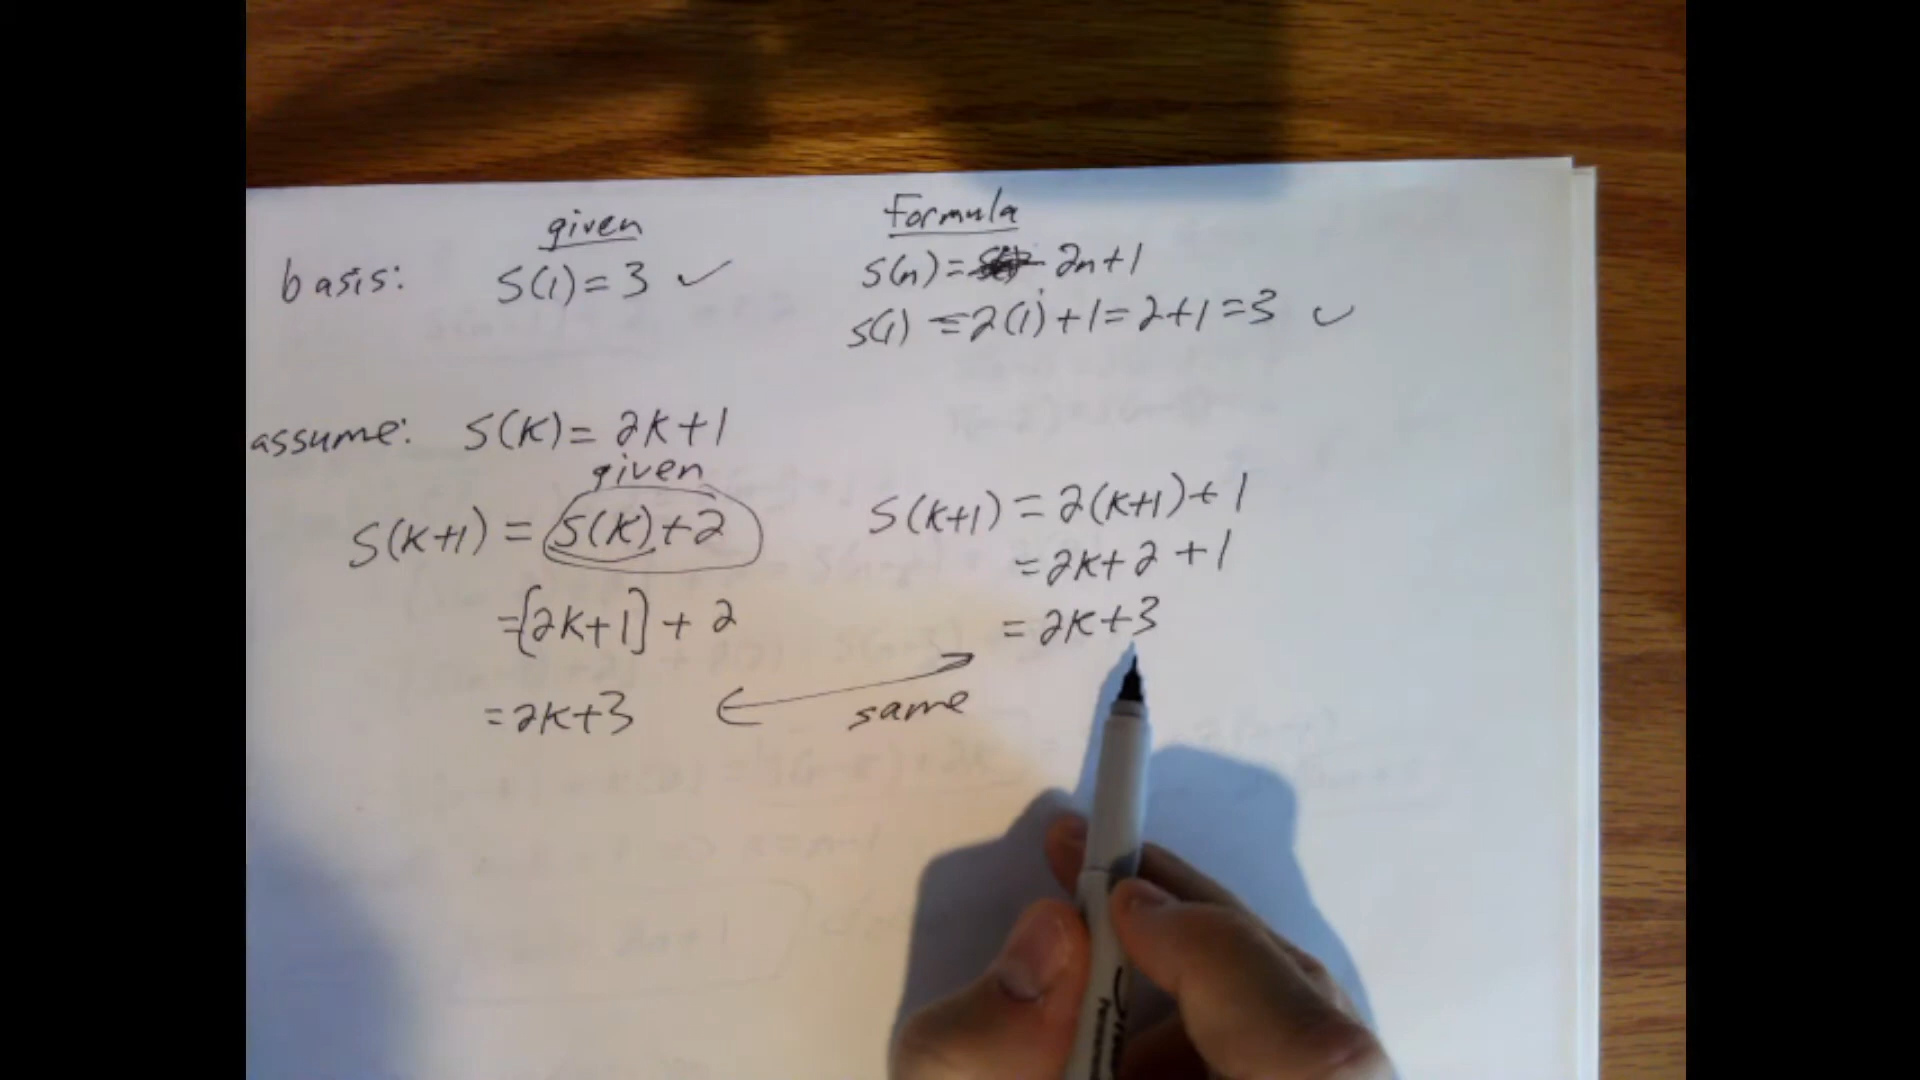 given
basis: S(1) = 3 ✓
Formula
S(n) = 2n+1
S(1) = 2(1)+1 = 2+1 = 3 ✓
assume: S(K) = 2K+1
given
S(K+1) = S(K)+2
= [2K+1] + 2
= 2K+3
S(K+1) = 2(K+1)+1
= 2K+2+1
= 2K+3
same